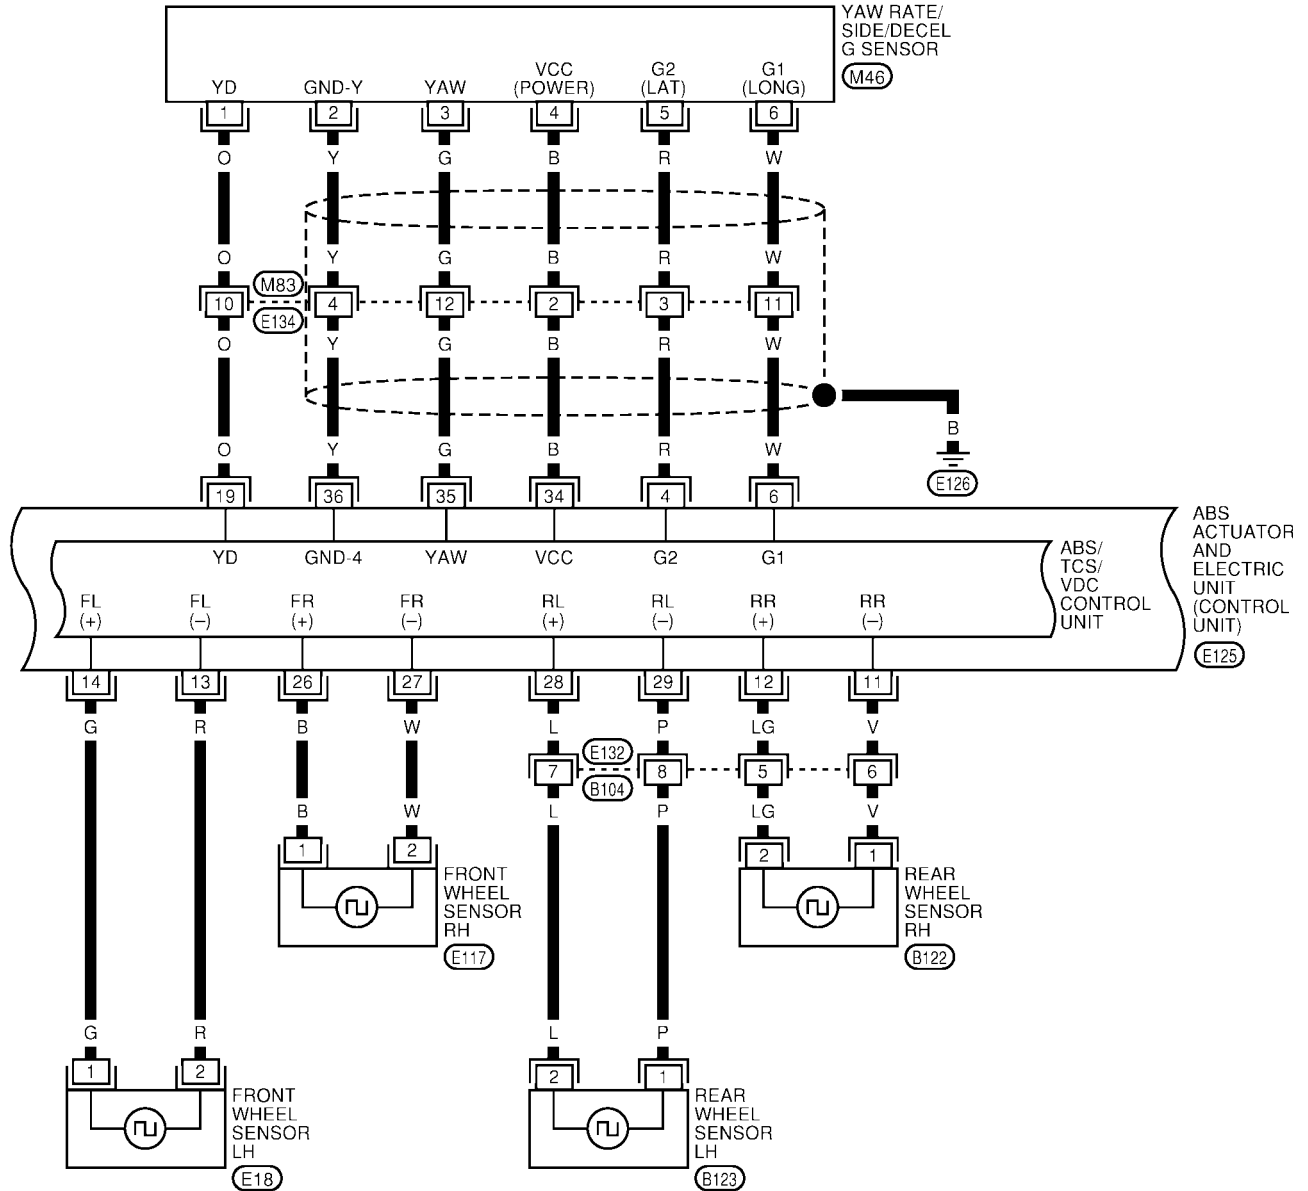 YAW RATE/
SIDE/DECEL
G SENSOR
M46
YD GND-Y YAW VCC (POWER) G2 (LAT) G1 (LONG)
1 2 3 4 5 6
O Y G B R W
O Y G B R W
M83
10 4 12 2 3 11
E134
O Y G B R W
B
O Y G B R W
E126
19 36 35 34 4 6
ABS
ACTUATOR
AND
ELECTRIC
UNIT
(CONTROL
UNIT)
E125
YD GND-4 YAW VCC G2 G1
ABS/
TCS/
VDC
CONTROL
UNIT
FL FL FR FR RL RL RR RR
(+) (–) (+) (–) (+) (–) (+) (–)
14 13 26 27 28 29 12 11
G R B W L P LG V
E132
7 8 5 6
B104
B W L P LG V
1 2 2 1
FRONT
WHEEL
SENSOR
RH
E117
REAR
WHEEL
SENSOR
RH
B122
G R L P
1 2 2 1
FRONT
WHEEL
SENSOR
LH
E18
REAR
WHEEL
SENSOR
LH
B123